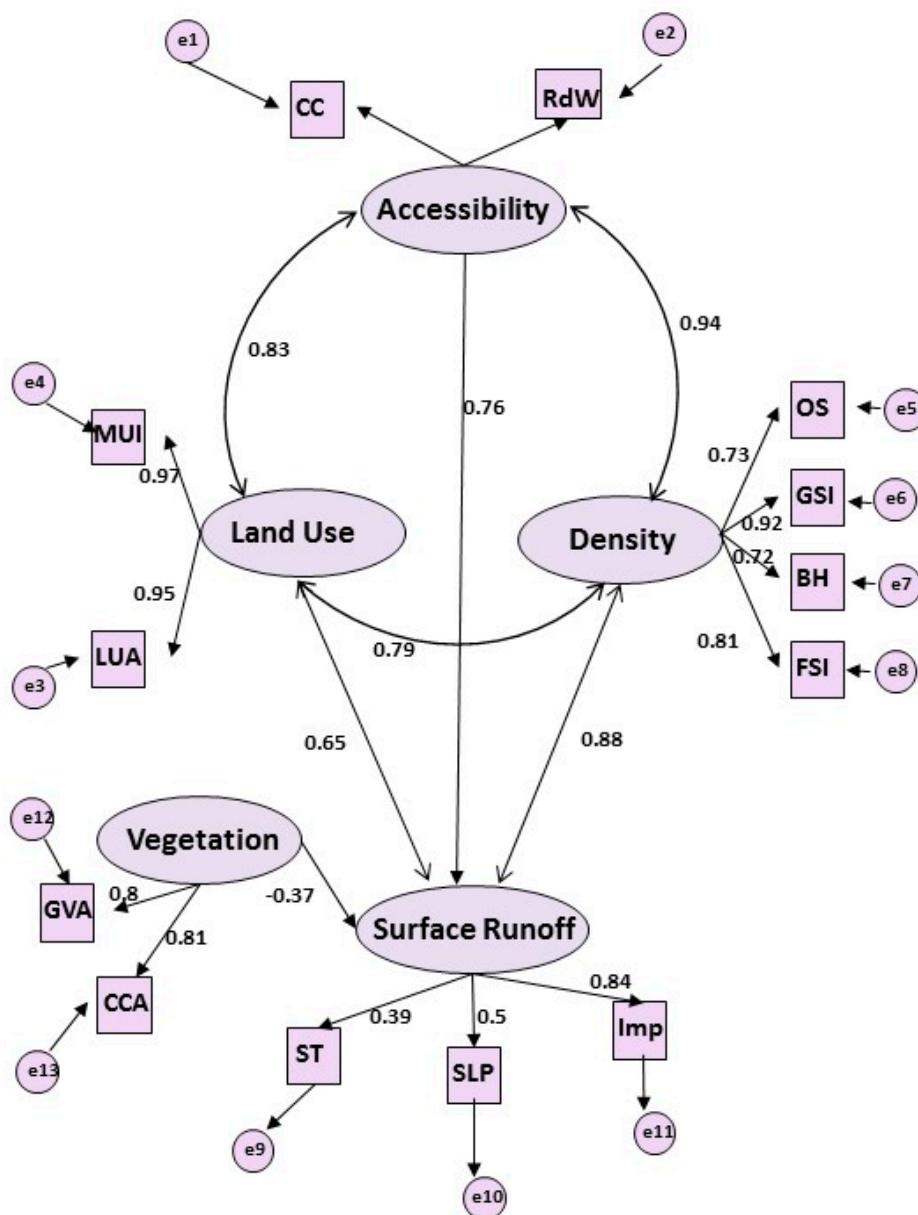 e1
e2
CC
RdW
Accessibility
0.83
0.94
0.76
e4
MUI
0.97
OS
e5
0.73
GSI
e6
0.92
Land Use
Density
0.72
BH
e7
0.95
0.81
LUA
e3
0.79
FSI
e8
0.65
0.88
e12
Vegetation
0.8
-0.37
GVA
0.81
Surface Runoff
CCA
0.84
0.39
0.5
Imp
e13
ST
SLP
e9
e11
e10